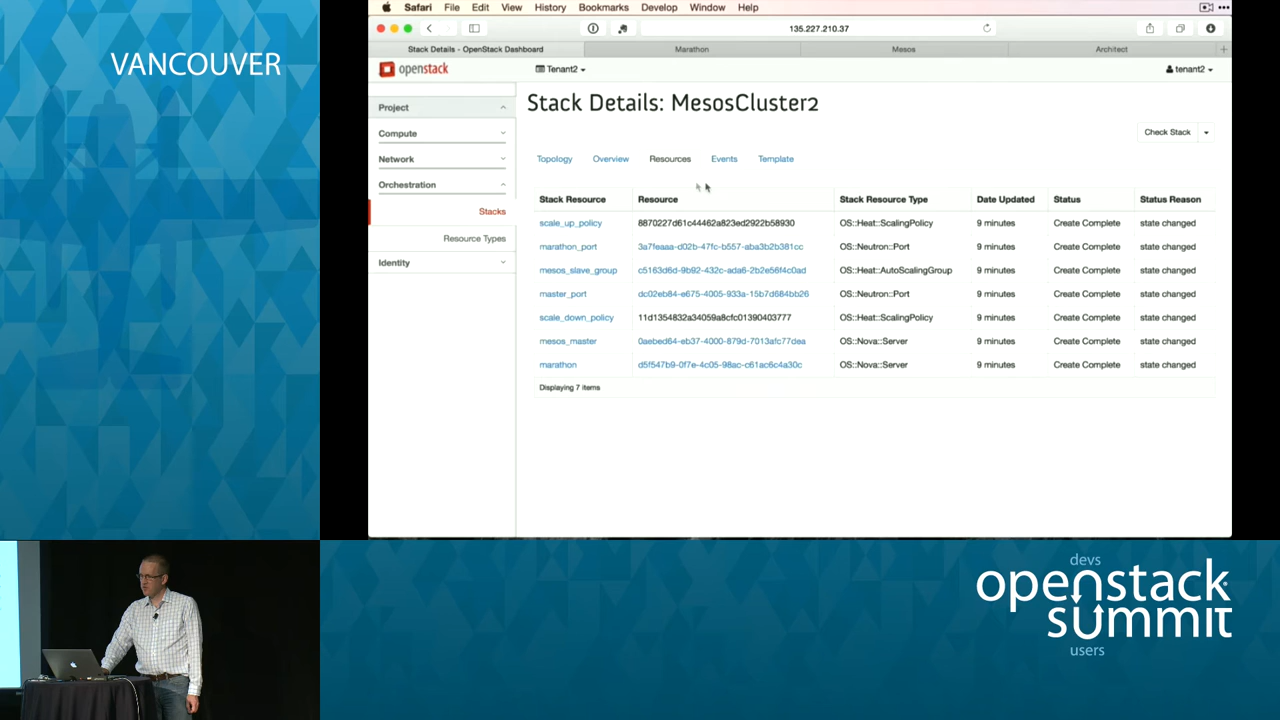 VANCOUVER
Safari File Edit View History Bookmarks Develop Window Help
135.227.210.37
Stack Details - OpenStack Dashboard Marathon Mesos Architect
openstack Tenant2 tenant2
Project
Compute
Network
Orchestration
Stacks
Resource Types
Identity
Stack Details: MesosCluster2
Check Stack
Topology Overview Resources Events Template
Stack Resource Resource Stack Resource Type Date Updated Status Status Reason
scale_up_policy 8870227d61c44462a823ed2922b58930 OS::Heat::ScalingPolicy 9 minutes Create Complete state changed
marathon_port 3a7feaaa-d02b-47fc-b557-aba3b2b381cc OS::Neutron::Port 9 minutes Create Complete state changed
mesos_slave_group c5163d6d-9b92-432c-ada6-2b2e56f4c0ad OS::Heat::AutoScalingGroup 9 minutes Create Complete state changed
master_port dc02eb84-e675-4005-933a-15b7d684bb26 OS::Neutron::Port 9 minutes Create Complete state changed
scale_down_policy 11d1354832a34059a8cfc01390403777 OS::Heat::ScalingPolicy 9 minutes Create Complete state changed
mesos_master 0aebed64-eb37-4000-879d-7013afc77dea OS::Nova::Server 9 minutes Create Complete state changed
marathon d5f547b9-0f7e-4c05-98ac-c61ac6c4a30c OS::Nova::Server 9 minutes Create Complete state changed
Displaying 7 items
devs
openstack
summit
users